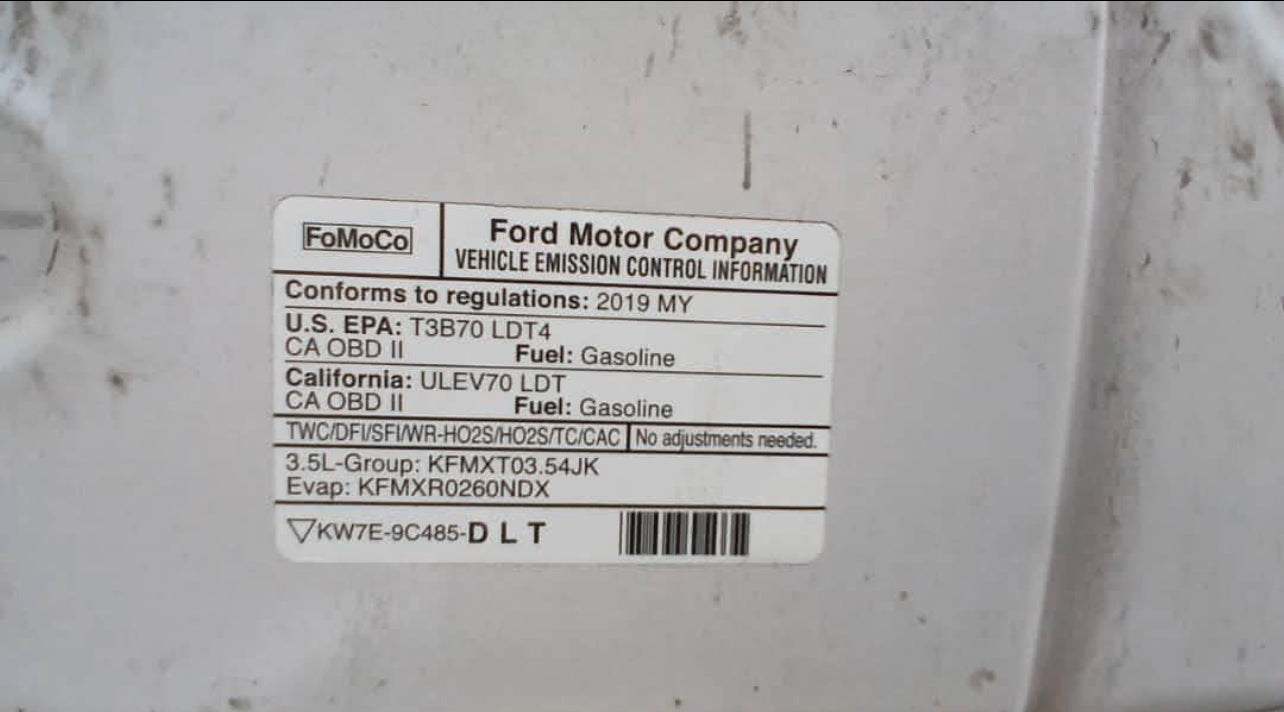 FoMoCo
Ford Motor Company
VEHICLE EMISSION CONTROL INFORMATION
Conforms to regulations: 2019 MY
U.S. EPA: T3B70 LDT4
CA OBD II Fuel: Gasoline
California: ULEV70 LDT
CA OBD II Fuel: Gasoline
TWC/DFI/SFI/WR-HO2S/HO2S/TC/CAC No adjustments needed.
3.5L-Group: KFMXT03.54JK
Evap: KFMXR0260NDX
▽KW7E-9C485-D L T